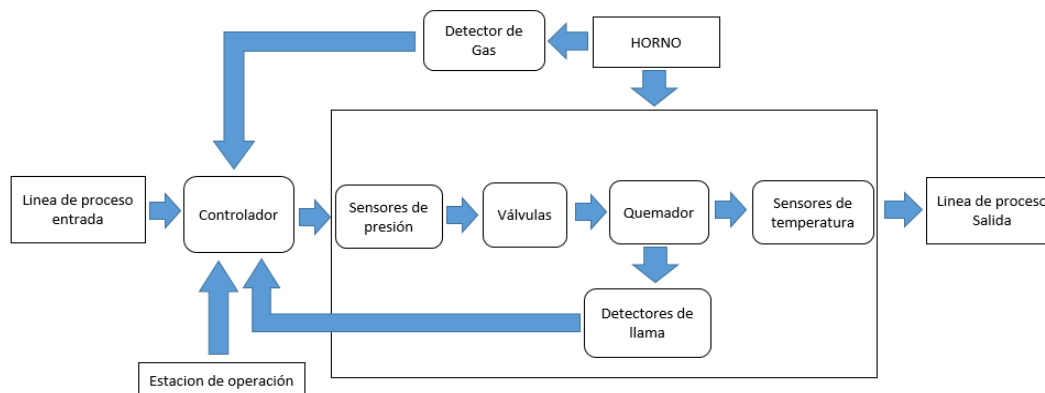 Detector de
Gas
HORNO
Linea de proceso
entrada
Controlador
Sensores de
presión
Válvulas
Quemador
Sensores de
temperatura
Linea de proceso
Salida
Detectores de
llama
Estacion de operación